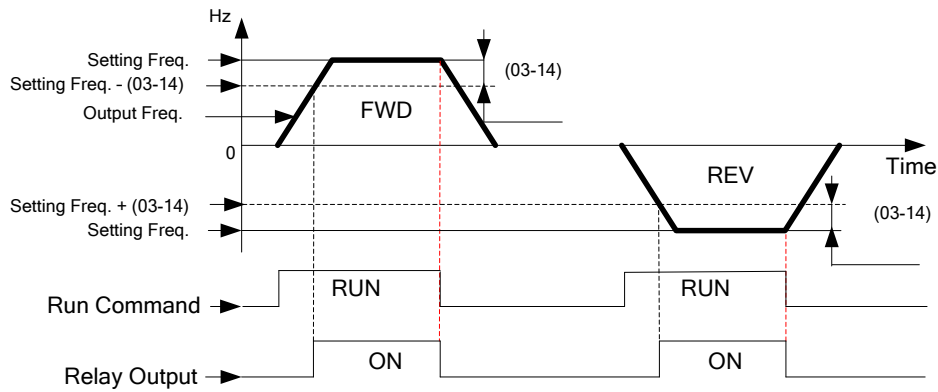 Hz
Setting Freq.
(03-14)
Setting Freq. - (03-14)
Output Freq.
FWD
0
Time
REV
Setting Freq. + (03-14)
(03-14)
Setting Freq.
RUN
RUN
Run Command
ON
ON
Relay Output